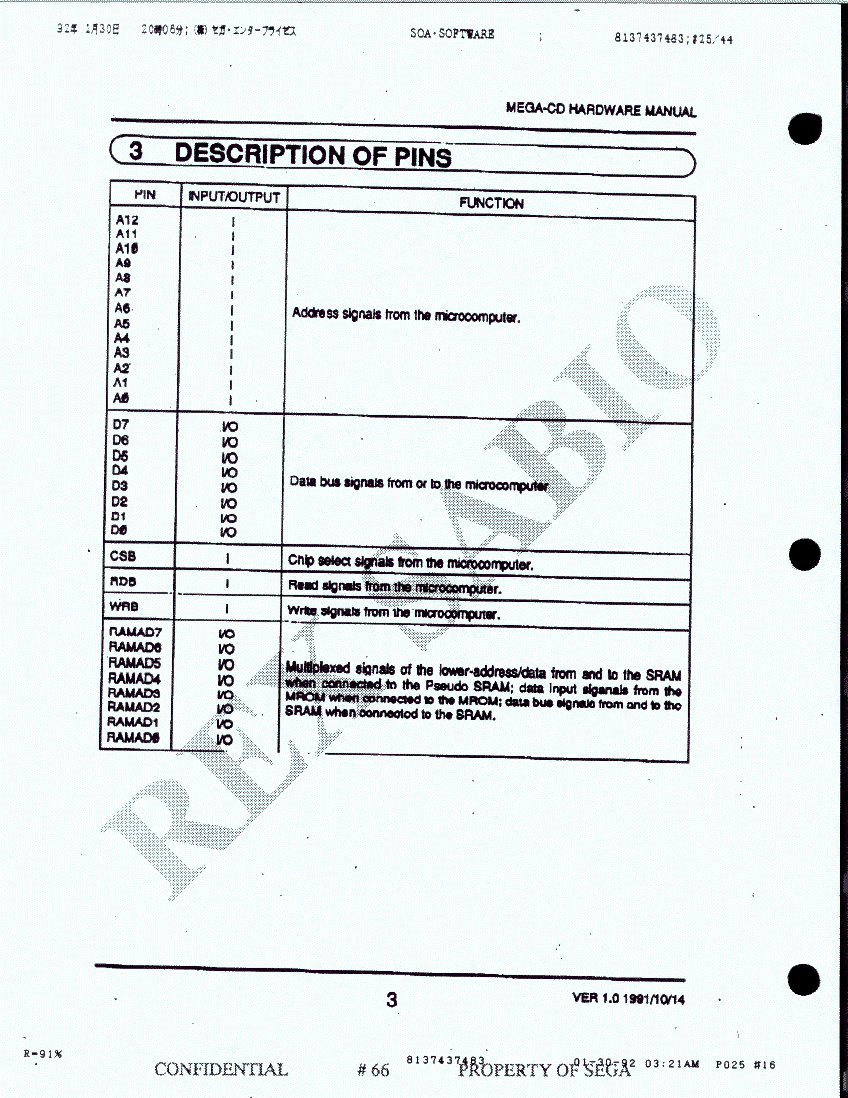 92年 1月30日 20時06分; (株) セガ・エンタープライゼス SOA・SOFTWARE ; 8137437483;#25/44
MEGA-CD HARDWARE MANUAL
3 DESCRIPTION OF PINS
PIN INPUT/OUTPUT FUNCTION
A12 I
A11 I
A10 I
A9 I
A8 I
A7 I
A6 I Address signals from the microcomputer.
A5 I
A4 I
A3 I
A2 I
A1 I
A0 I
D7 I/O
D6 I/O
D5 I/O
D4 I/O
D3 I/O Data bus signals from or to the microcomputer
D2 I/O
D1 I/O
D0 I/O
CSB I Chip select signals from the microcomputer.
RDB I Read signals from the microcomputer.
WRB I Write signals from the microcomputer.
RAMAD7 I/O
RAMAD6 I/O
RAMAD5 I/O Multiplexed signals of the lower-address/data from and to the SRAM
RAMAD4 I/O when connected to the Pseudo SRAM; data input siganals from the
RAMAD3 I/O MROM when connected to the MROM; data bus signals from and to the
RAMAD2 I/O SRAM when connected to the SRAM.
RAMAD1 I/O
RAMAD0 I/O
REX SABIO
3 VER 1.0 1991/10/14
R=91% 8137437483 01-30-92 03:21AM P025 #16
CONFIDENTIAL #66 PROPERTY OF SEGA